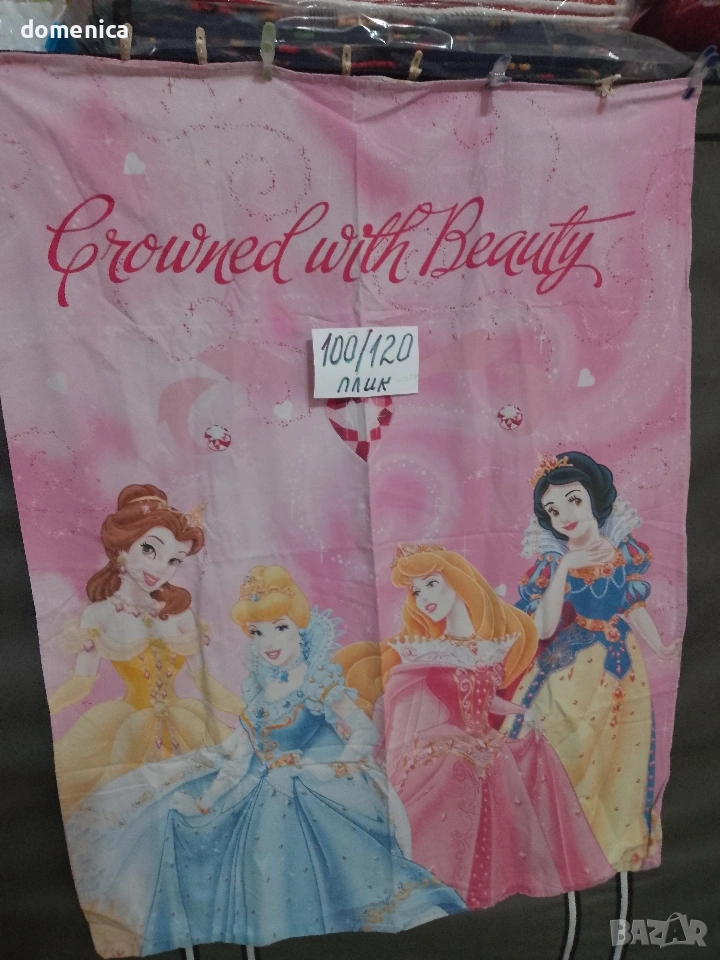 domenica
Crowned with Beauty
100/120
плик
BAZAR